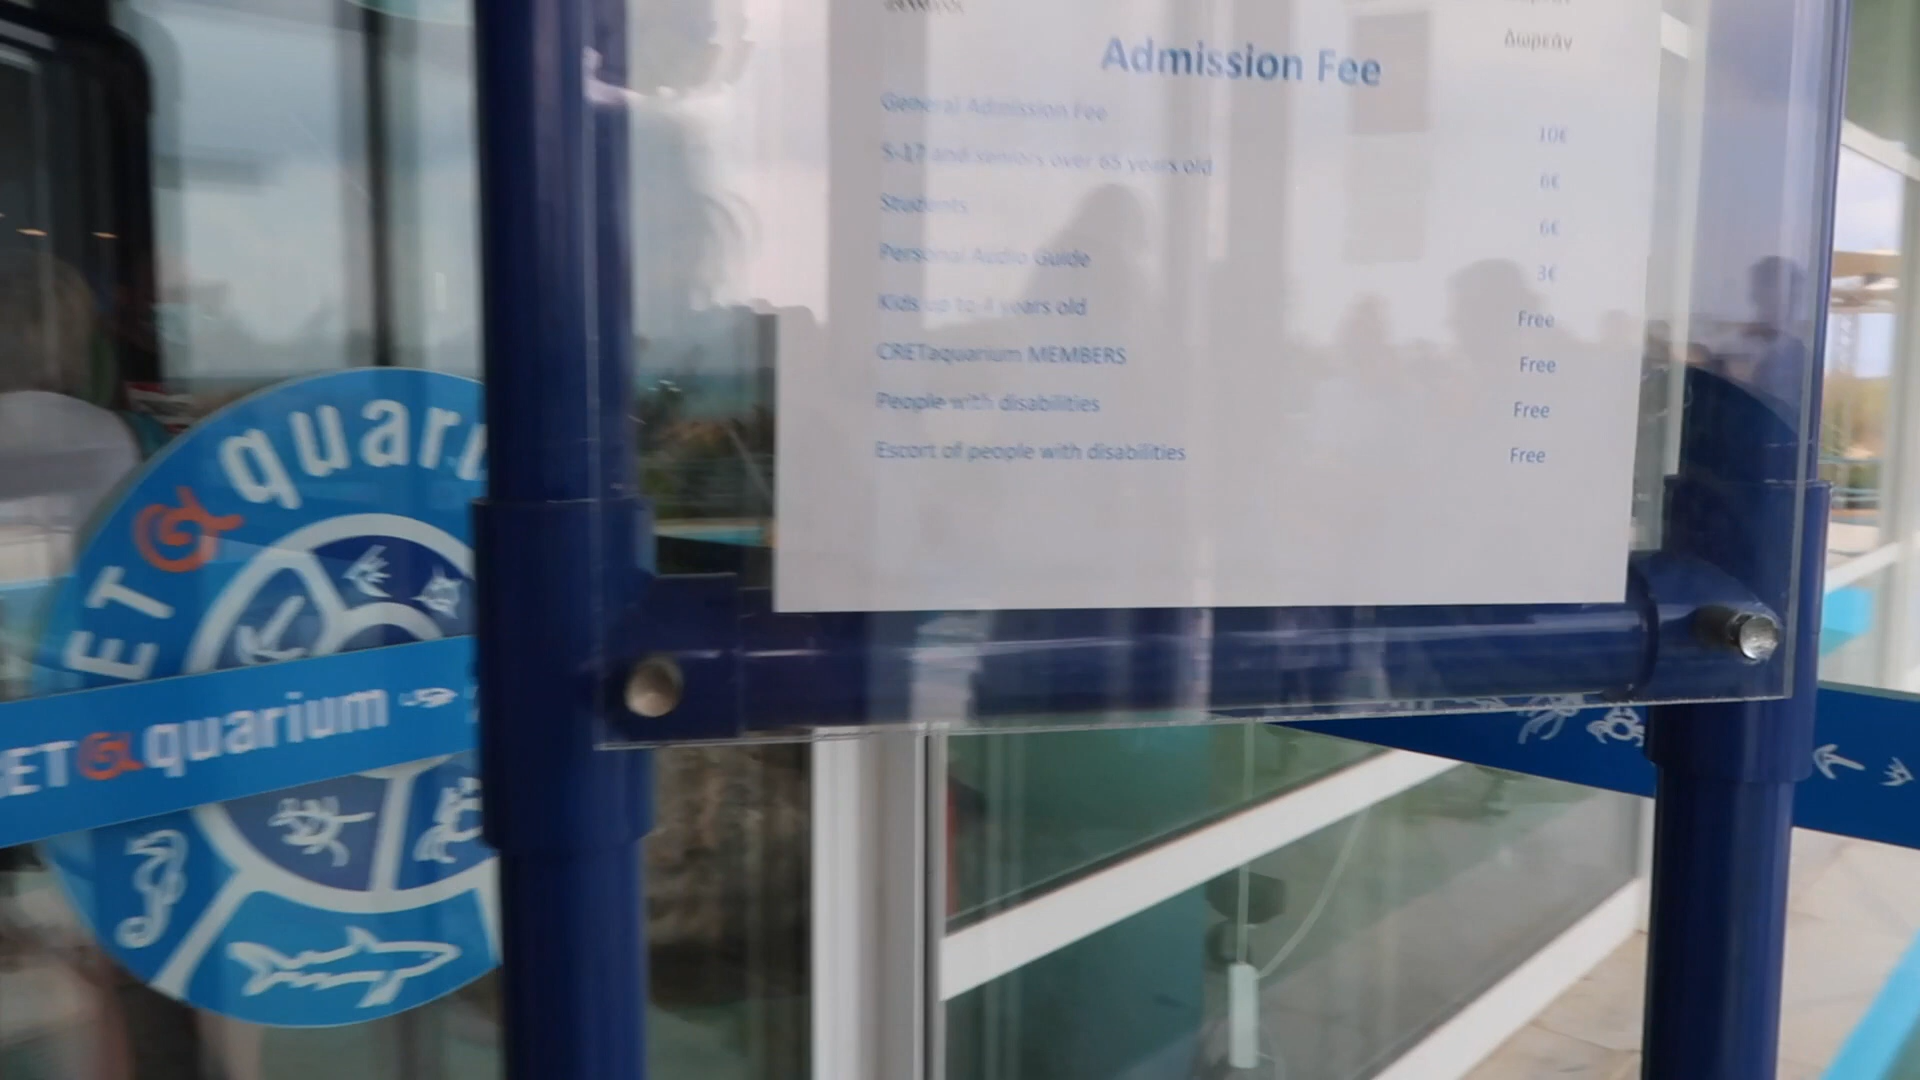 Δωρεάν
Admission Fee
General Admission Fee 10€
5-17 and seniors over 65 years old 6€
Students 6€
Personal Audio Guide 3€
Kids up to 4 years old Free
CRETaquarium MEMBERS Free
People with disabilities Free
Escort of people with disabilities Free
ET quari
ET quarium